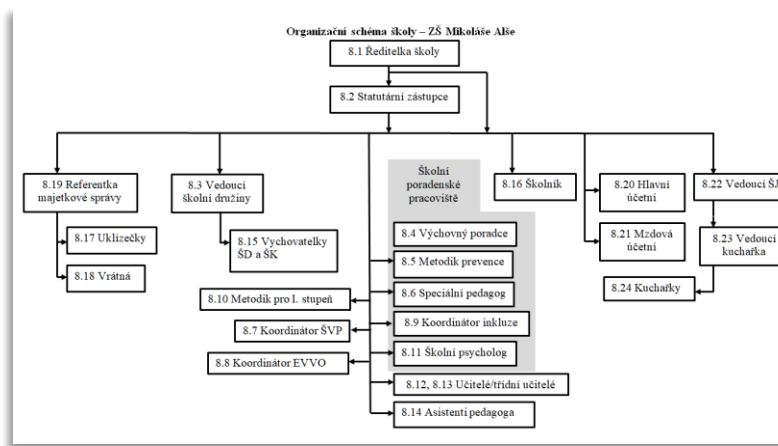 Organizační schéma školy – ZŠ Mikoláše Alše
8.1 Ředitelka školy
8.2 Statutární zástupce
8.19 Referentka
majetkové správy
8.17 Uklízečky
8.18 Vrátná
8.3 Vedoucí
školní družiny
8.15 Vychovatelky
ŠD a ŠK
8.10 Metodik pro I. stupeň
8.7 Koordinátor ŠVP
8.8 Koordinátor EVVO
Školní
poradenské
pracoviště
8.4 Výchovný poradce
8.5 Metodik prevence
8.6 Speciální pedagog
8.9 Koordinátor inkluze
8.11 Školní psycholog
8.12, 8.13 Učitelé/třídní učitelé
8.14 Asistenti pedagoga
8.16 Školník
8.20 Hlavní
účetní
8.21 Mzdová
účetní
8.22 Vedoucí ŠJ
8.23 Vedoucí
kuchařka
8.24 Kuchařky